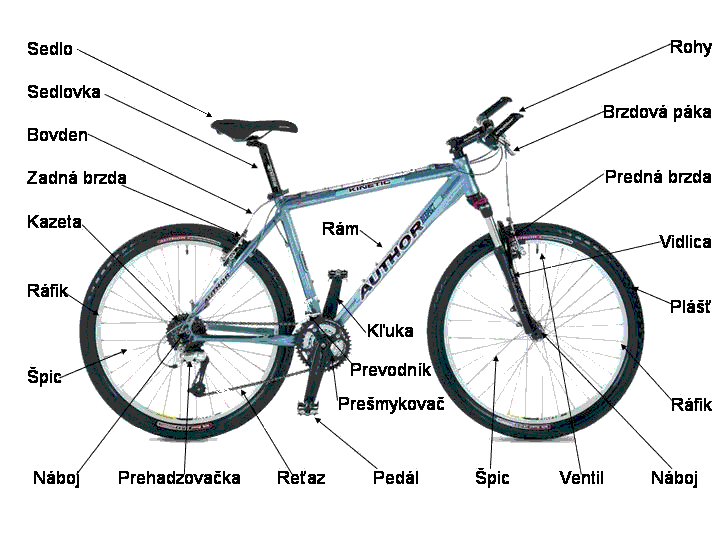 Sedlo
Rohy
Sedlovka
Brzdová páka
Bovden
Zadná brzda
Predná brzda
KINETIC
Kazeta
Rám
AUTHOR
Vidlica
AUTHOR
Ráfik
Plášť
Kľuka
Prevodník
Špic
Prešmykovač
Ráfik
Náboj
Prehadzovačka
Reťaz
Pedál
Špic
Ventil
Náboj